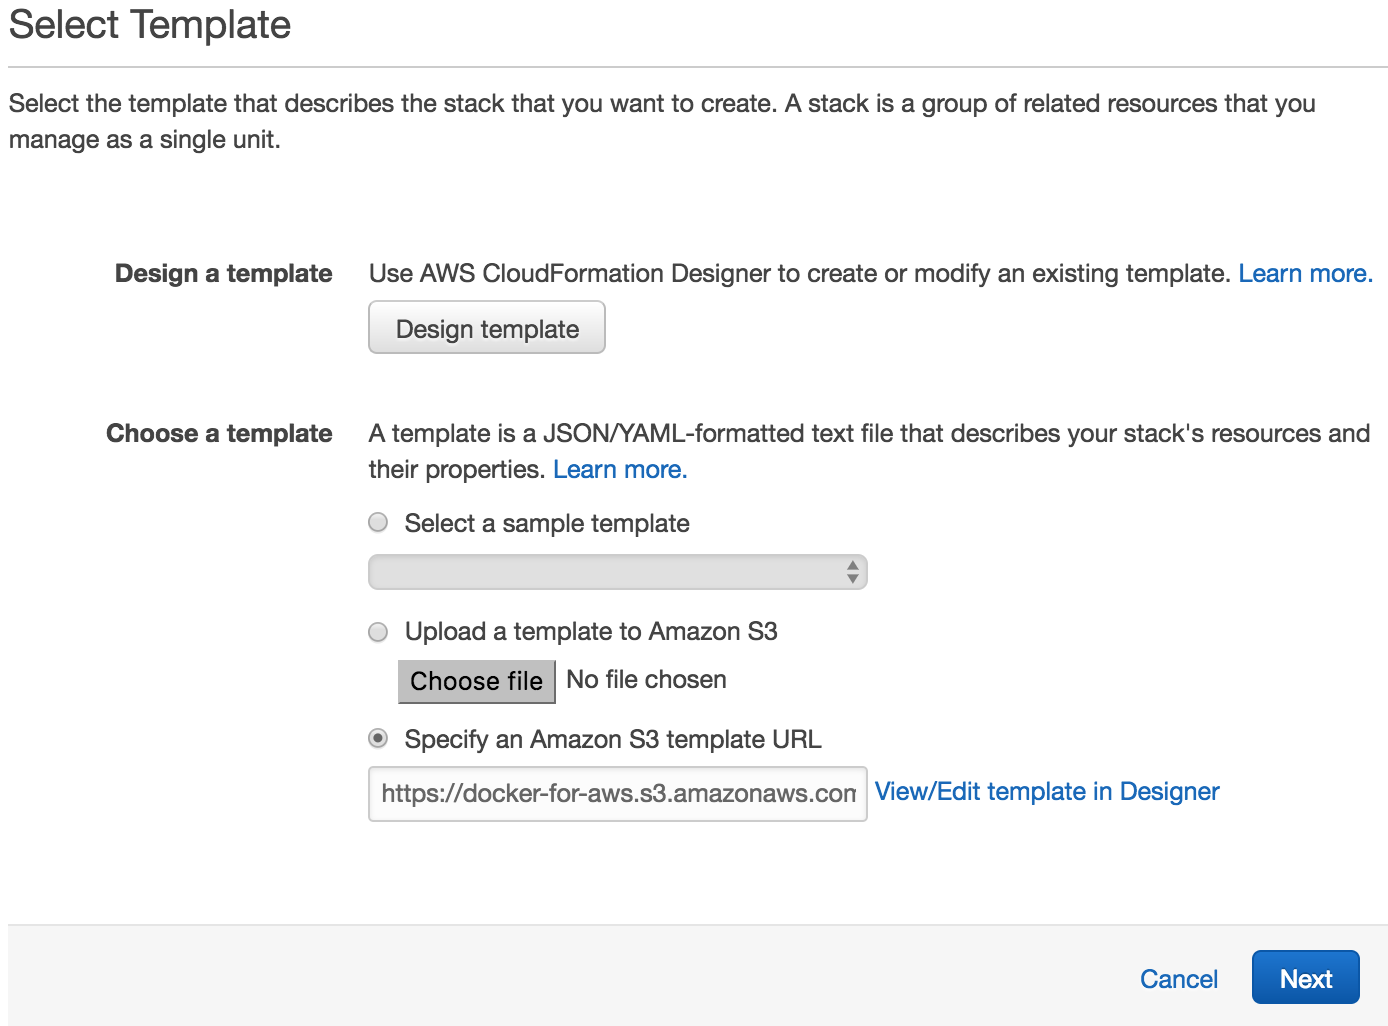 Select Template
Select the template that describes the stack that you want to create. A stack is a group of related resources that you
manage as a single unit.
Design a template
Use AWS CloudFormation Designer to create or modify an existing template. Learn more.
Design template
Choose a template
A template is a JSON/YAML-formatted text file that describes your stack's resources and
their properties. Learn more.
Select a sample template
Upload a template to Amazon S3
Choose file No file chosen
Specify an Amazon S3 template URL
https://docker-for-aws.s3.amazonaws.com View/Edit template in Designer
Cancel Next